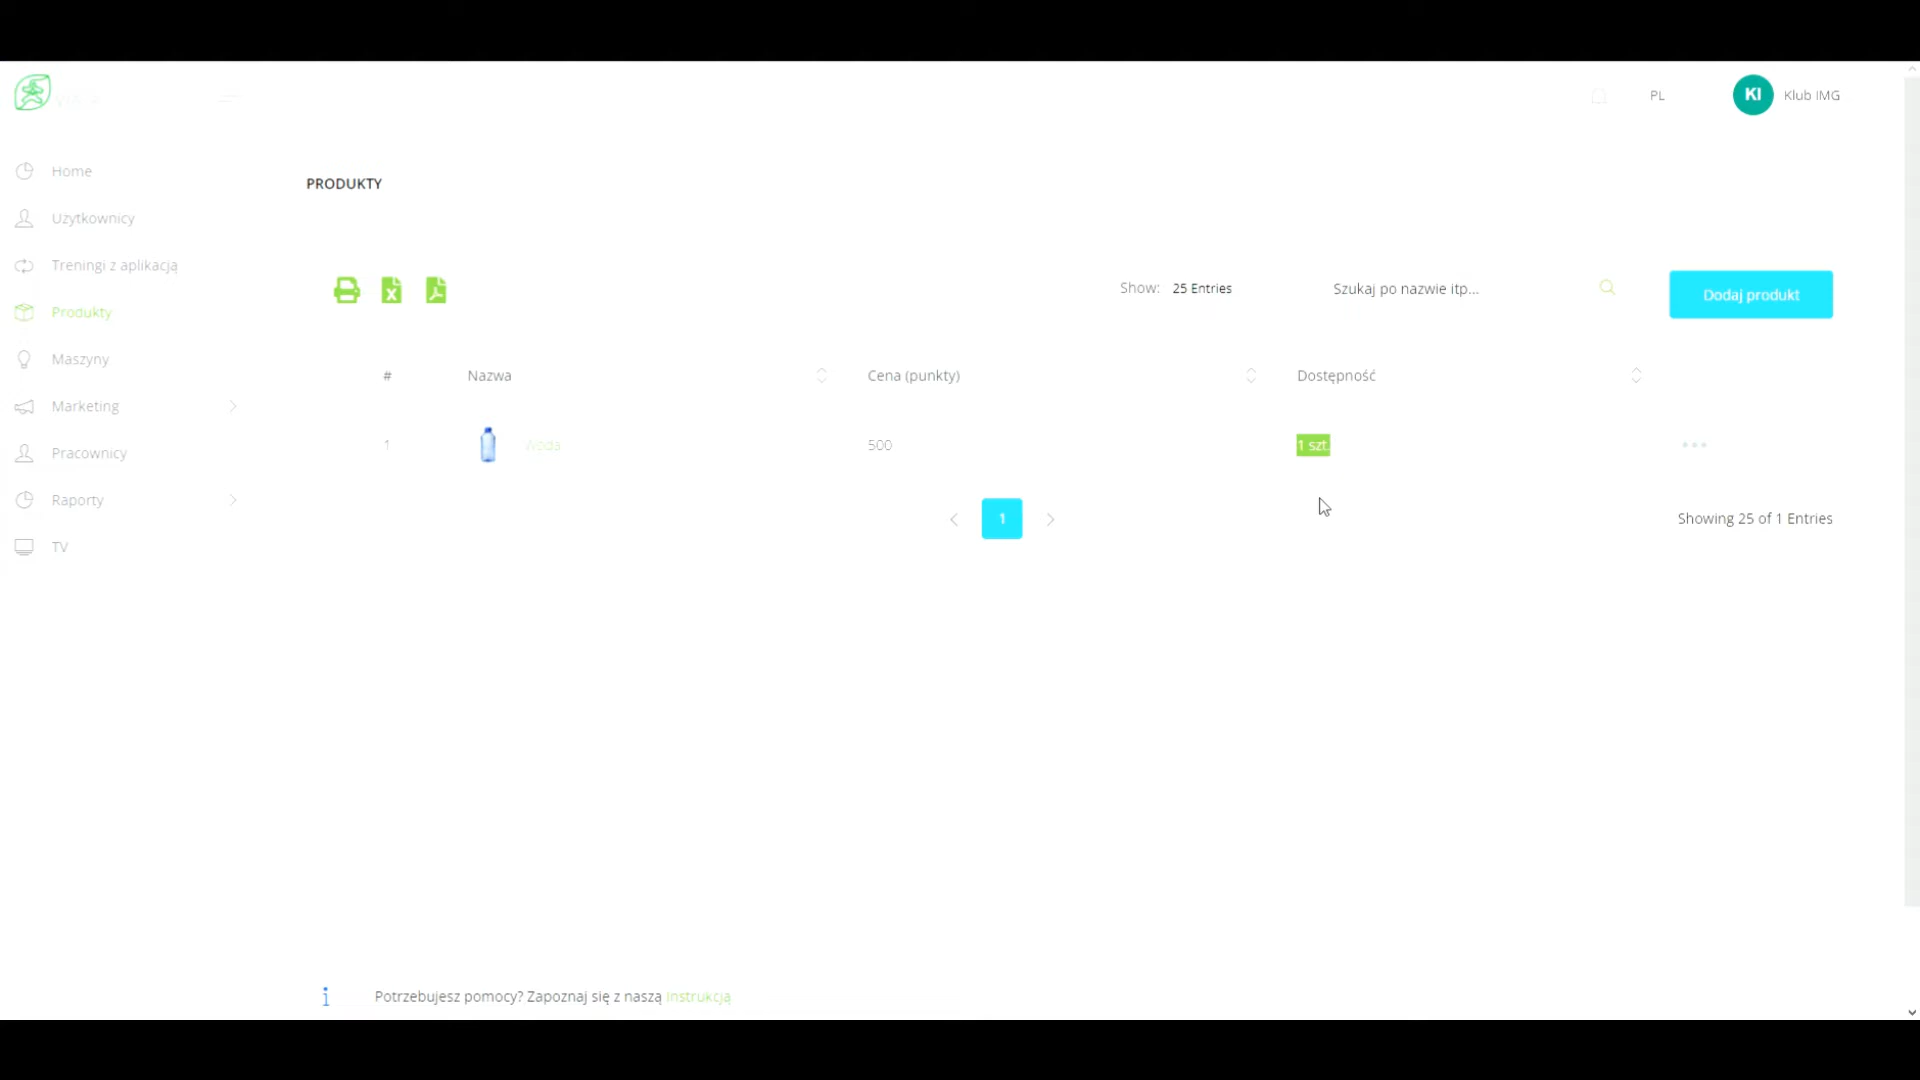 KI Klub IMG
PL
Home
Uzytkownicy
Treningi z aplikacją
Produkty
Maszyny
Marketing
Pracownicy
Raporty
TV
PRODUKTY
Show: 25 Entries
Szukaj po nazwie itp...
Dodaj produkt
# Nazwa Cena (punkty) Dostępność
1 Woda 500 1 szt.
1
Showing 25 of 1 Entries
Potrzebujesz pomocy? Zapoznaj się z naszą Instrukcją